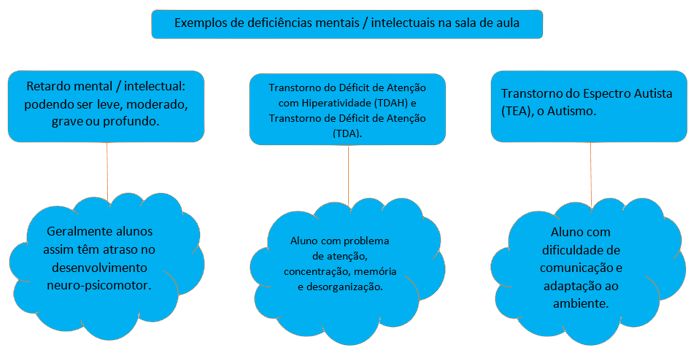 Exemplos de deficiências mentais / intelectuais na sala de aula
Retardo mental / intelectual:
podendo ser leve, moderado,
grave ou profundo.
Transtorno do Déficit de Atenção
com Hiperatividade (TDAH) e
Transtorno de Déficit de Atenção
(TDA).
Transtorno do Espectro Autista
(TEA), o Autismo.
Geralmente alunos
assim têm atraso no
desenvolvimento
neuro-psicomotor.
Aluno com problema
de atenção,
concentração, memória
e desorganização.
Aluno com
dificuldade de
comunicação e
adaptação ao
ambiente.